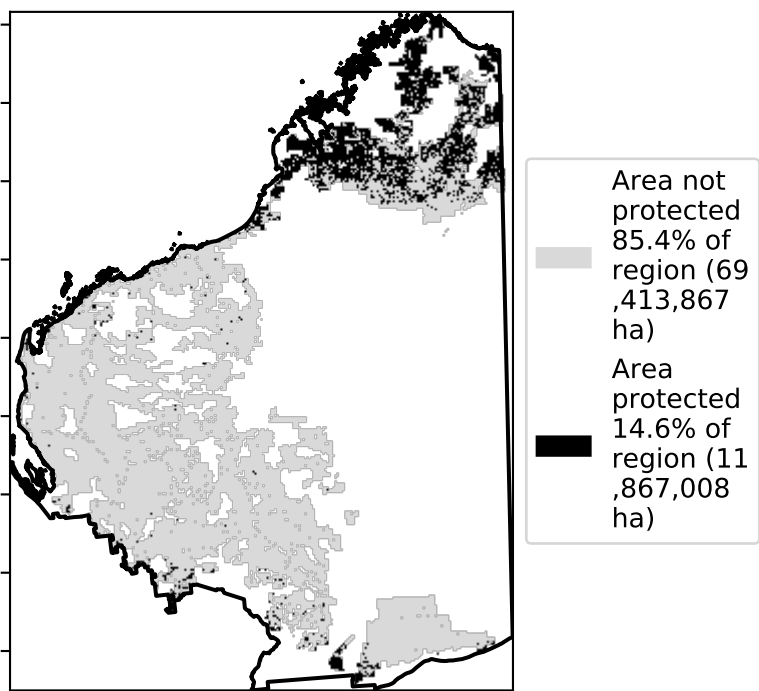 Area not
protected
85.4% of
region (69
,413,867
ha)
Area
protected
14.6% of
region (11
,867,008
ha)